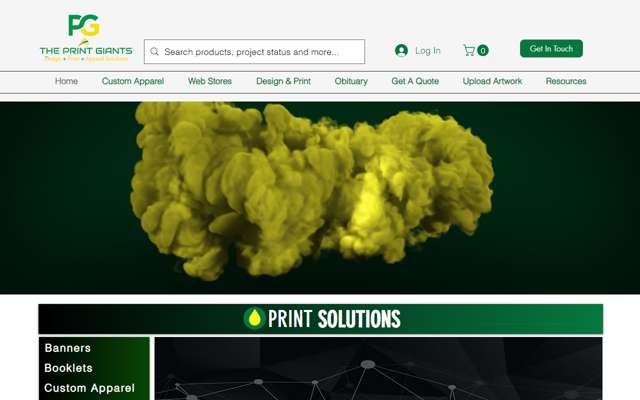 PG
THE PRINT GIANTS
Design • Print • Apparel Solutions
Search products, project status and more...
Log In
0
Get In Touch
Home
Custom Apparel
Web Stores
Design & Print
Obituary
Get A Quote
Upload Artwork
Resources
PRINT SOLUTIONS
Banners
Booklets
Custom Apparel